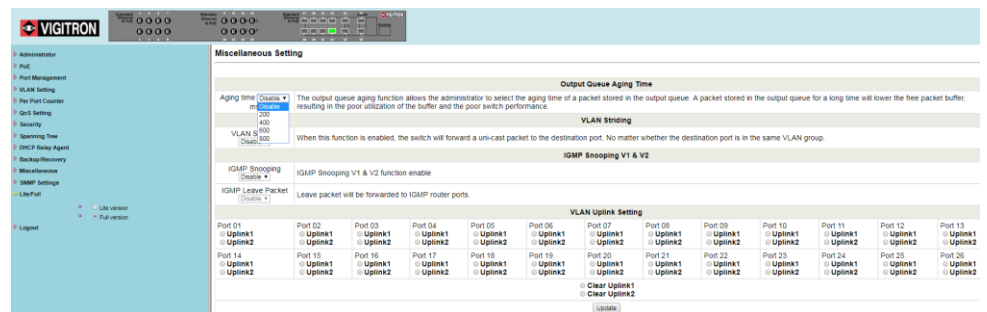 VIGITRON
VIGITRON
Administrator
PoE
Port Management
VLAN Setting
Per Port Counter
QoS Setting
Security
Spanning Tree
DHCP Relay Agent
Backup/Recovery
Miscellaneous
SNMP Settings
Lite/Full
Lite version
Full version
Logout
Miscellaneous Setting
Output Queue Aging Time
Aging time Disable
ms
Disable
200
400
600
800
The output queue aging function allows the administrator to select the aging time of a packet stored in the output queue. A packet stored in the output queue for a long time will lower the free packet buffer,
resulting in the poor utilization of the buffer and the poor switch performance.
VLAN Striding
VLAN S
Disable
When this function is enabled, the switch will forward a uni-cast packet to the destination port. No matter whether the destination port is in the same VLAN group.
IGMP Snooping V1 & V2
IGMP Snooping
Disable
IGMP Snooping V1 & V2 function enable
IGMP Leave Packet
Disable
Leave packet will be forwarded to IGMP router ports.
VLAN Uplink Setting
Port 01 Port 02 Port 03 Port 04 Port 05 Port 06 Port 07 Port 08 Port 09 Port 10 Port 11 Port 12 Port 13
Uplink1 Uplink1 Uplink1 Uplink1 Uplink1 Uplink1 Uplink1 Uplink1 Uplink1 Uplink1 Uplink1 Uplink1 Uplink1
Uplink2 Uplink2 Uplink2 Uplink2 Uplink2 Uplink2 Uplink2 Uplink2 Uplink2 Uplink2 Uplink2 Uplink2 Uplink2
Port 14 Port 15 Port 16 Port 17 Port 18 Port 19 Port 20 Port 21 Port 22 Port 23 Port 24 Port 25 Port 26
Uplink1 Uplink1 Uplink1 Uplink1 Uplink1 Uplink1 Uplink1 Uplink1 Uplink1 Uplink1 Uplink1 Uplink1 Uplink1
Uplink2 Uplink2 Uplink2 Uplink2 Uplink2 Uplink2 Uplink2 Uplink2 Uplink2 Uplink2 Uplink2 Uplink2 Uplink2
Clear Uplink1
Clear Uplink2
Update